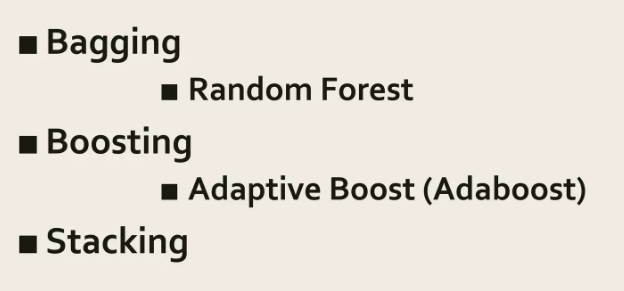 ■ Bagging
■ Random Forest
■ Boosting
■ Adaptive Boost (Adaboost)
■ Stacking